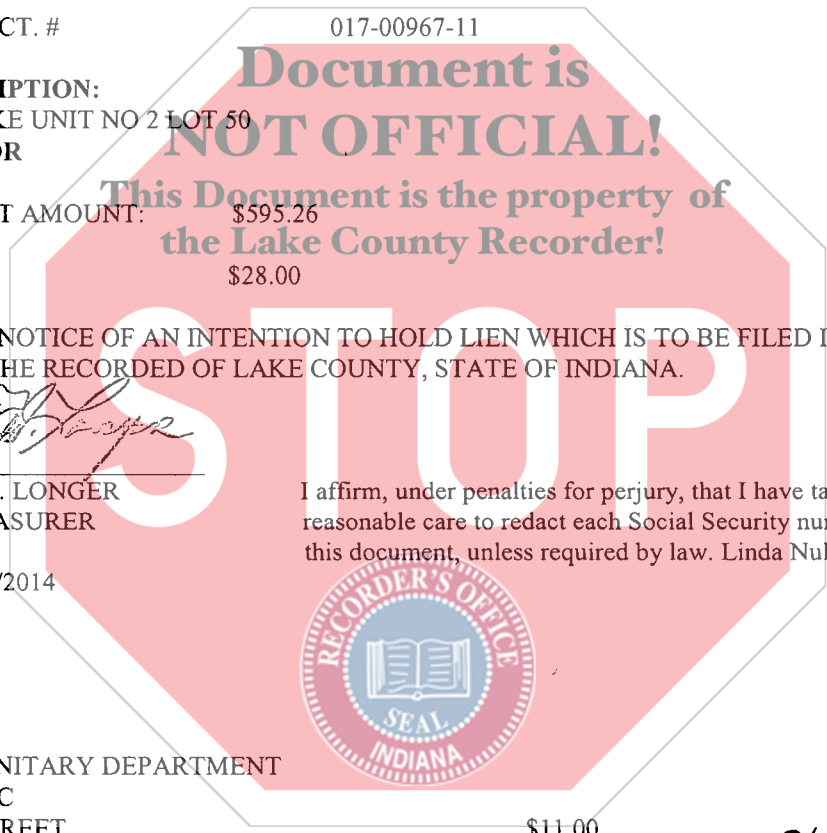 CT. # 017-00967-11
Document is
IPTION:
KE UNIT NO 2 LOT 50
NOT OFFICIAL!
OR
This Document is the property of
T AMOUNT: $595.26
the Lake County Recorder!
$28.00
NOTICE OF AN INTENTION TO HOLD LIEN WHICH IS TO BE FILED I
HE RECORDED OF LAKE COUNTY, STATE OF INDIANA.
STOP
. LONGER I affirm, under penalties for perjury, that I have ta
ASURER reasonable care to redact each Social Security nu
this document, unless required by law. Linda Nu
/2014
RECORDER'S OFFICE
SEAL
INDIANA
NITARY DEPARTMENT
C
REET $11.00